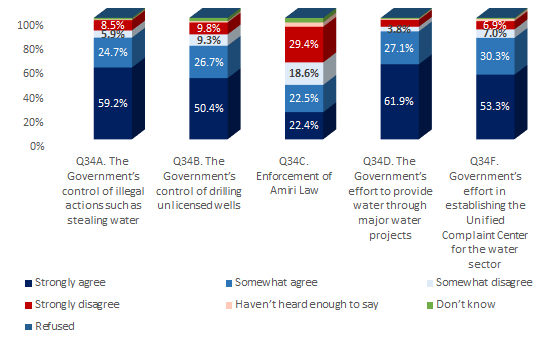 100%
80%
60%
40%
20%
0%
8.5%
5.9%
24.7%
59.2%
9.8%
9.3%
26.7%
50.4%
29.4%
18.6%
22.5%
22.4%
3.8%
27.1%
61.9%
6.9%
7.0%
30.3%
53.3%
Q34A. The
Government's
control of illegal
actions such as
stealing water
Q34B. The
Government's
control of drilling
unlicensed wells
Q34C.
Enforcement of
Amiri Law
Q34D. The
Government's
effort to provide
water through
major water
projects
Q34F.
Government's
effort in
establishing the
Unified
Complaint Center
for the water
sector
Strongly agree
Somewhat agree
Somewhat disagree
Strongly disagree
Haven't heard enough to say
Don't know
Refused